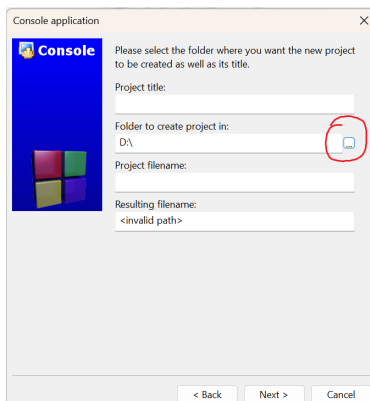 Console application
Console
Please select the folder where you want the new project
to be created as well as its title.
Project title:
Folder to create project in:
D:\
...
Project filename:
Resulting filename:
<invalid path>
< Back
Next >
Cancel